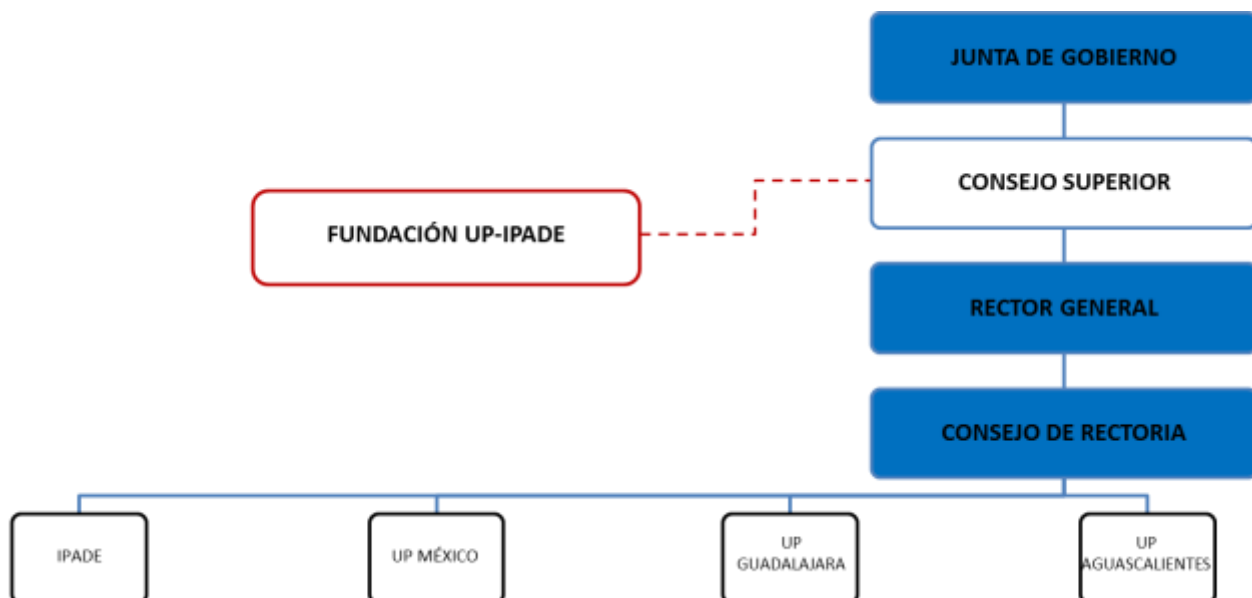 JUNTA DE GOBIERNO
CONSEJO SUPERIOR
FUNDACIÓN UP-IPADE
RECTOR GENERAL
CONSEJO DE RECTORIA
IPADE
UP MÉXICO
UP
GUADALAJARA
UP
AGUASCALIENTES